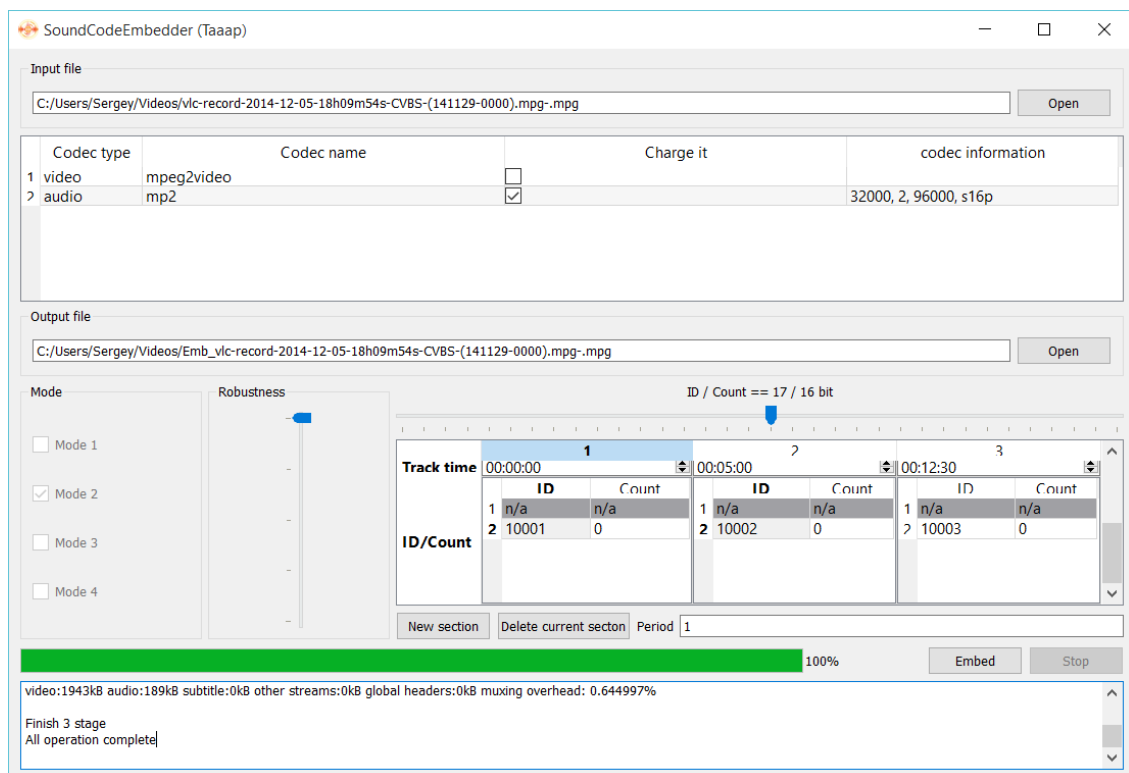 SoundCodeEmbedder (Taaap)
Input file
C:/Users/Sergey/Videos/vlc-record-2014-12-05-18h09m54s-CVBS-(141129-0000).mpg-.mpg Open
Codec type Codec name Charge it codec information
1 video mpeg2video
2 audio mp2 32000, 2, 96000, s16p
Output file
C:/Users/Sergey/Videos/Emb_vlc-record-2014-12-05-18h09m54s-CVBS-(141129-0000).mpg-.mpg Open
Mode Robustness ID / Count == 17 / 16 bit
Mode 1
Mode 2
Mode 3
Mode 4
1 2 3
Track time 00:00:00 00:05:00 00:12:30
ID Count ID Count ID Count
1 n/a n/a 1 n/a n/a 1 n/a n/a
2 10001 0 2 10002 0 2 10003 0
ID/Count
New section Delete current secton Period 1
100% Embed Stop
video:1943kB audio:189kB subtitle:0kB other streams:0kB global headers:0kB muxing overhead: 0.644997%
Finish 3 stage
All operation complete